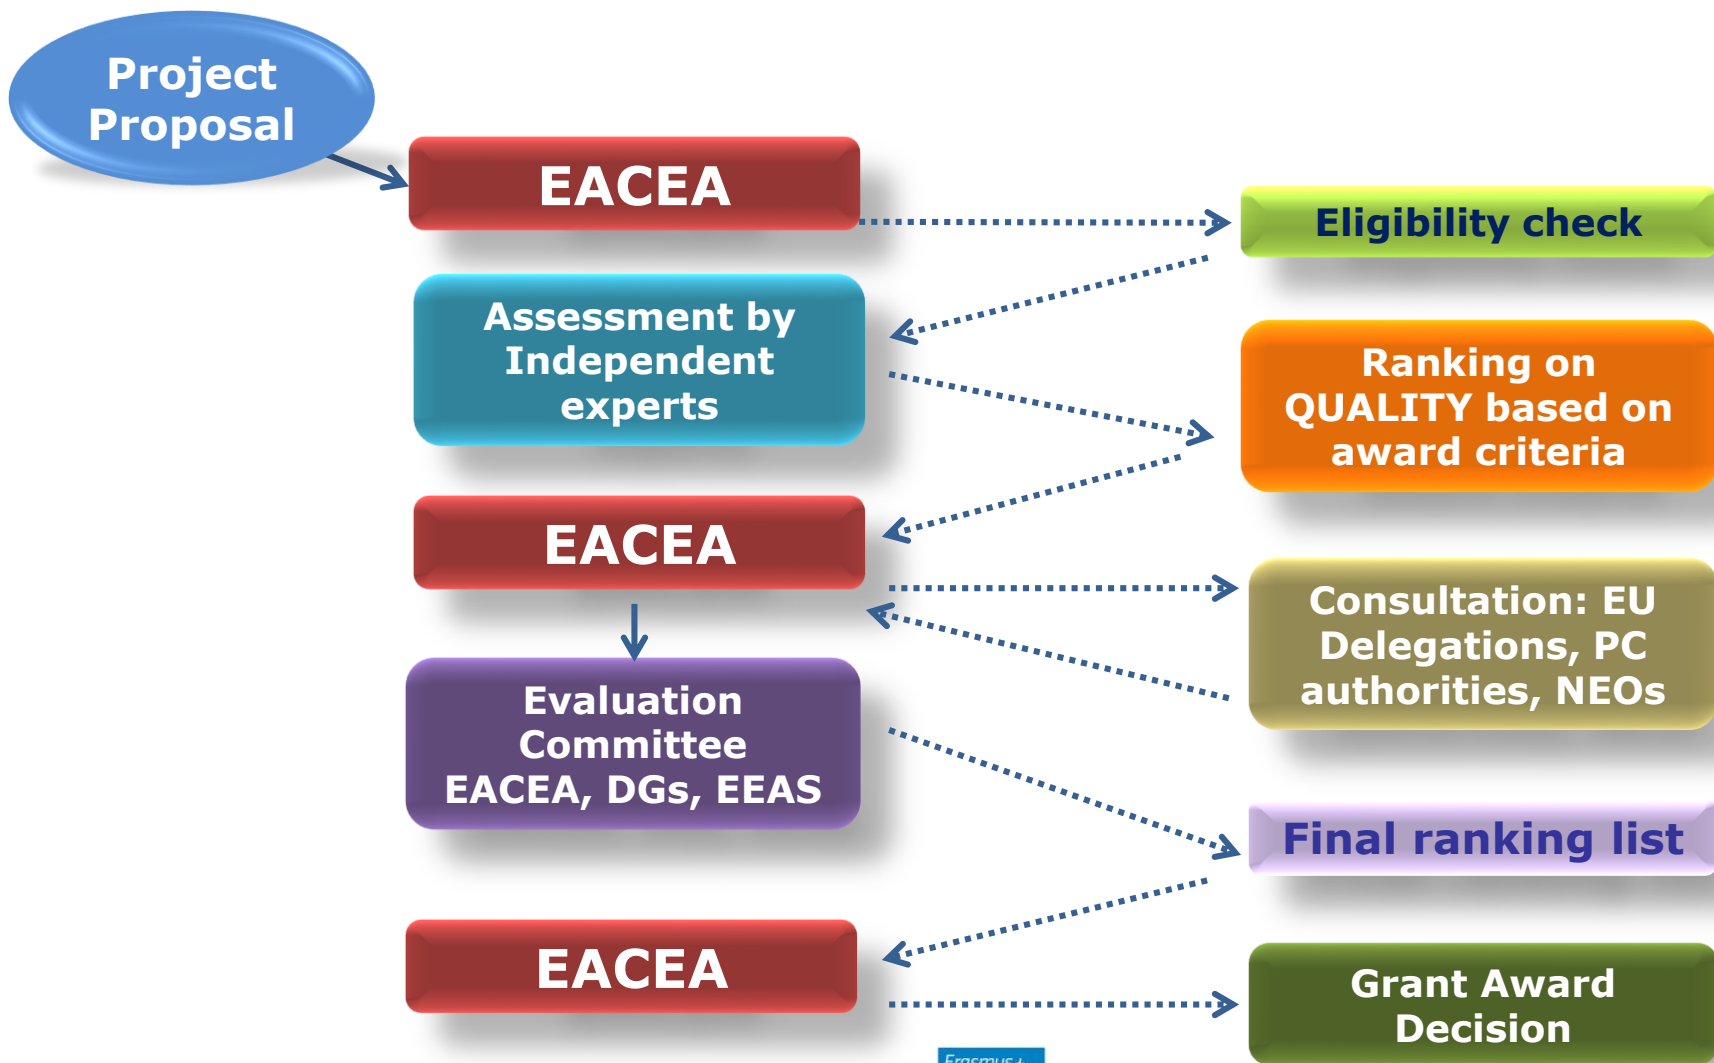 Project
Proposal
EACEA
Eligibility check
Assessment by
Independent
experts
Ranking on
QUALITY based on
award criteria
EACEA
Consultation: EU
Delegations, PC
authorities, NEOs
Evaluation
Committee
EACEA, DGs, EEAS
Final ranking list
EACEA
Grant Award
Decision
Erasmus+